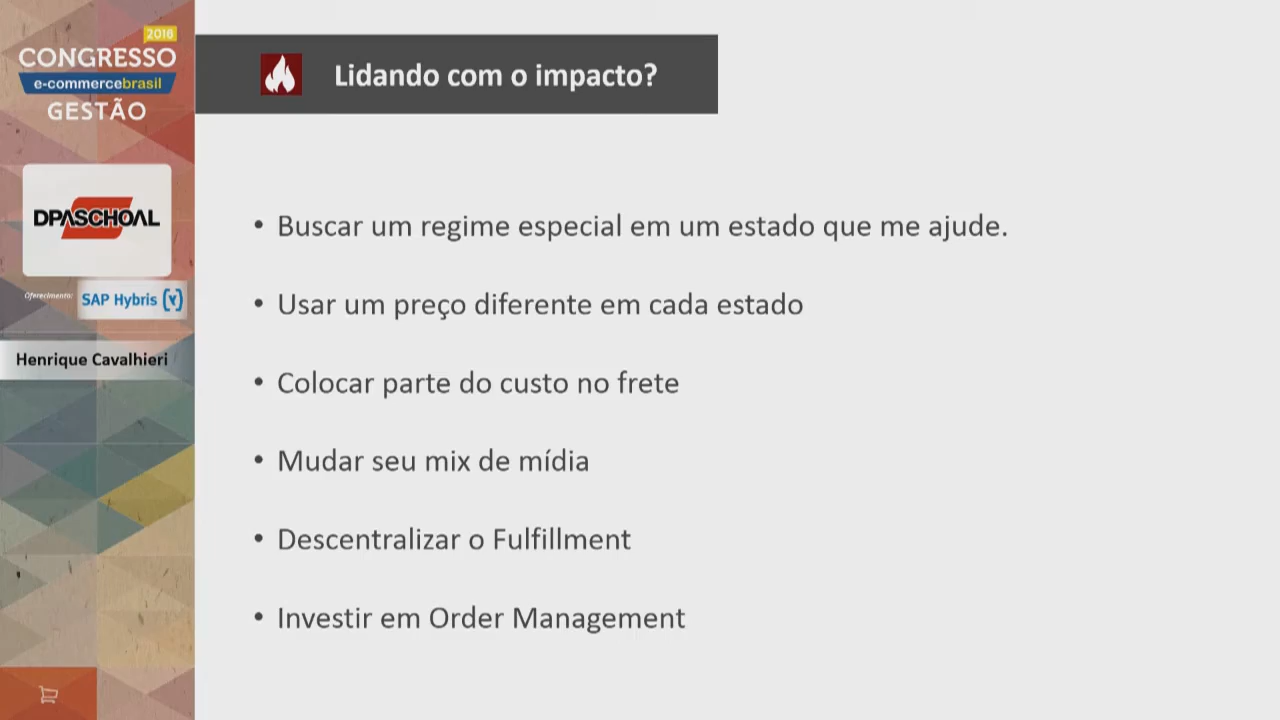 2016
CONGRESSO
e-commercebrasil
GESTÃO
DPASCHOAL
Oferecimento:
SAP Hybris (Y)
Henrique Cavalhieri
Lidando com o impacto?
• Buscar um regime especial em um estado que me ajude.
• Usar um preço diferente em cada estado
• Colocar parte do custo no frete
• Mudar seu mix de mídia
• Descentralizar o Fulfillment
• Investir em Order Management